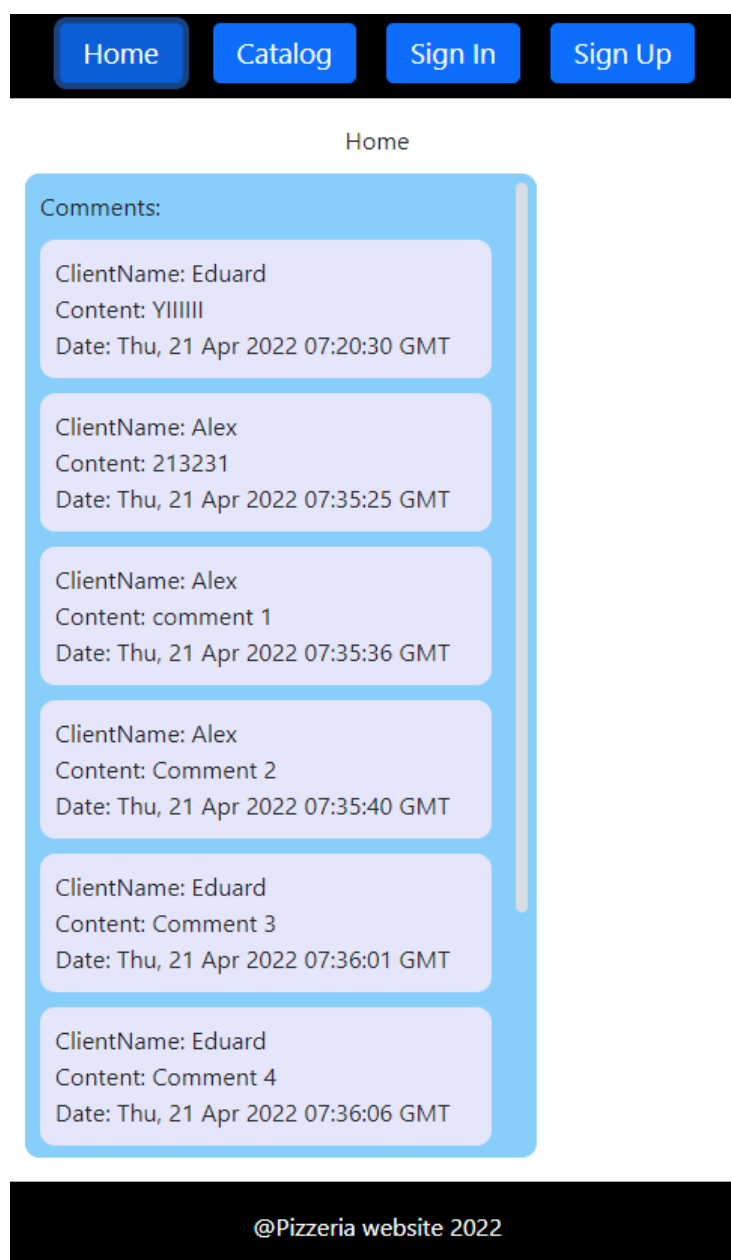 Home Catalog Sign In Sign Up
Home
Comments:
ClientName: Eduard
Content: YIIIIII
Date: Thu, 21 Apr 2022 07:20:30 GMT
ClientName: Alex
Content: 213231
Date: Thu, 21 Apr 2022 07:35:25 GMT
ClientName: Alex
Content: comment 1
Date: Thu, 21 Apr 2022 07:35:36 GMT
ClientName: Alex
Content: Comment 2
Date: Thu, 21 Apr 2022 07:35:40 GMT
ClientName: Eduard
Content: Comment 3
Date: Thu, 21 Apr 2022 07:36:01 GMT
ClientName: Eduard
Content: Comment 4
Date: Thu, 21 Apr 2022 07:36:06 GMT
@Pizzeria website 2022